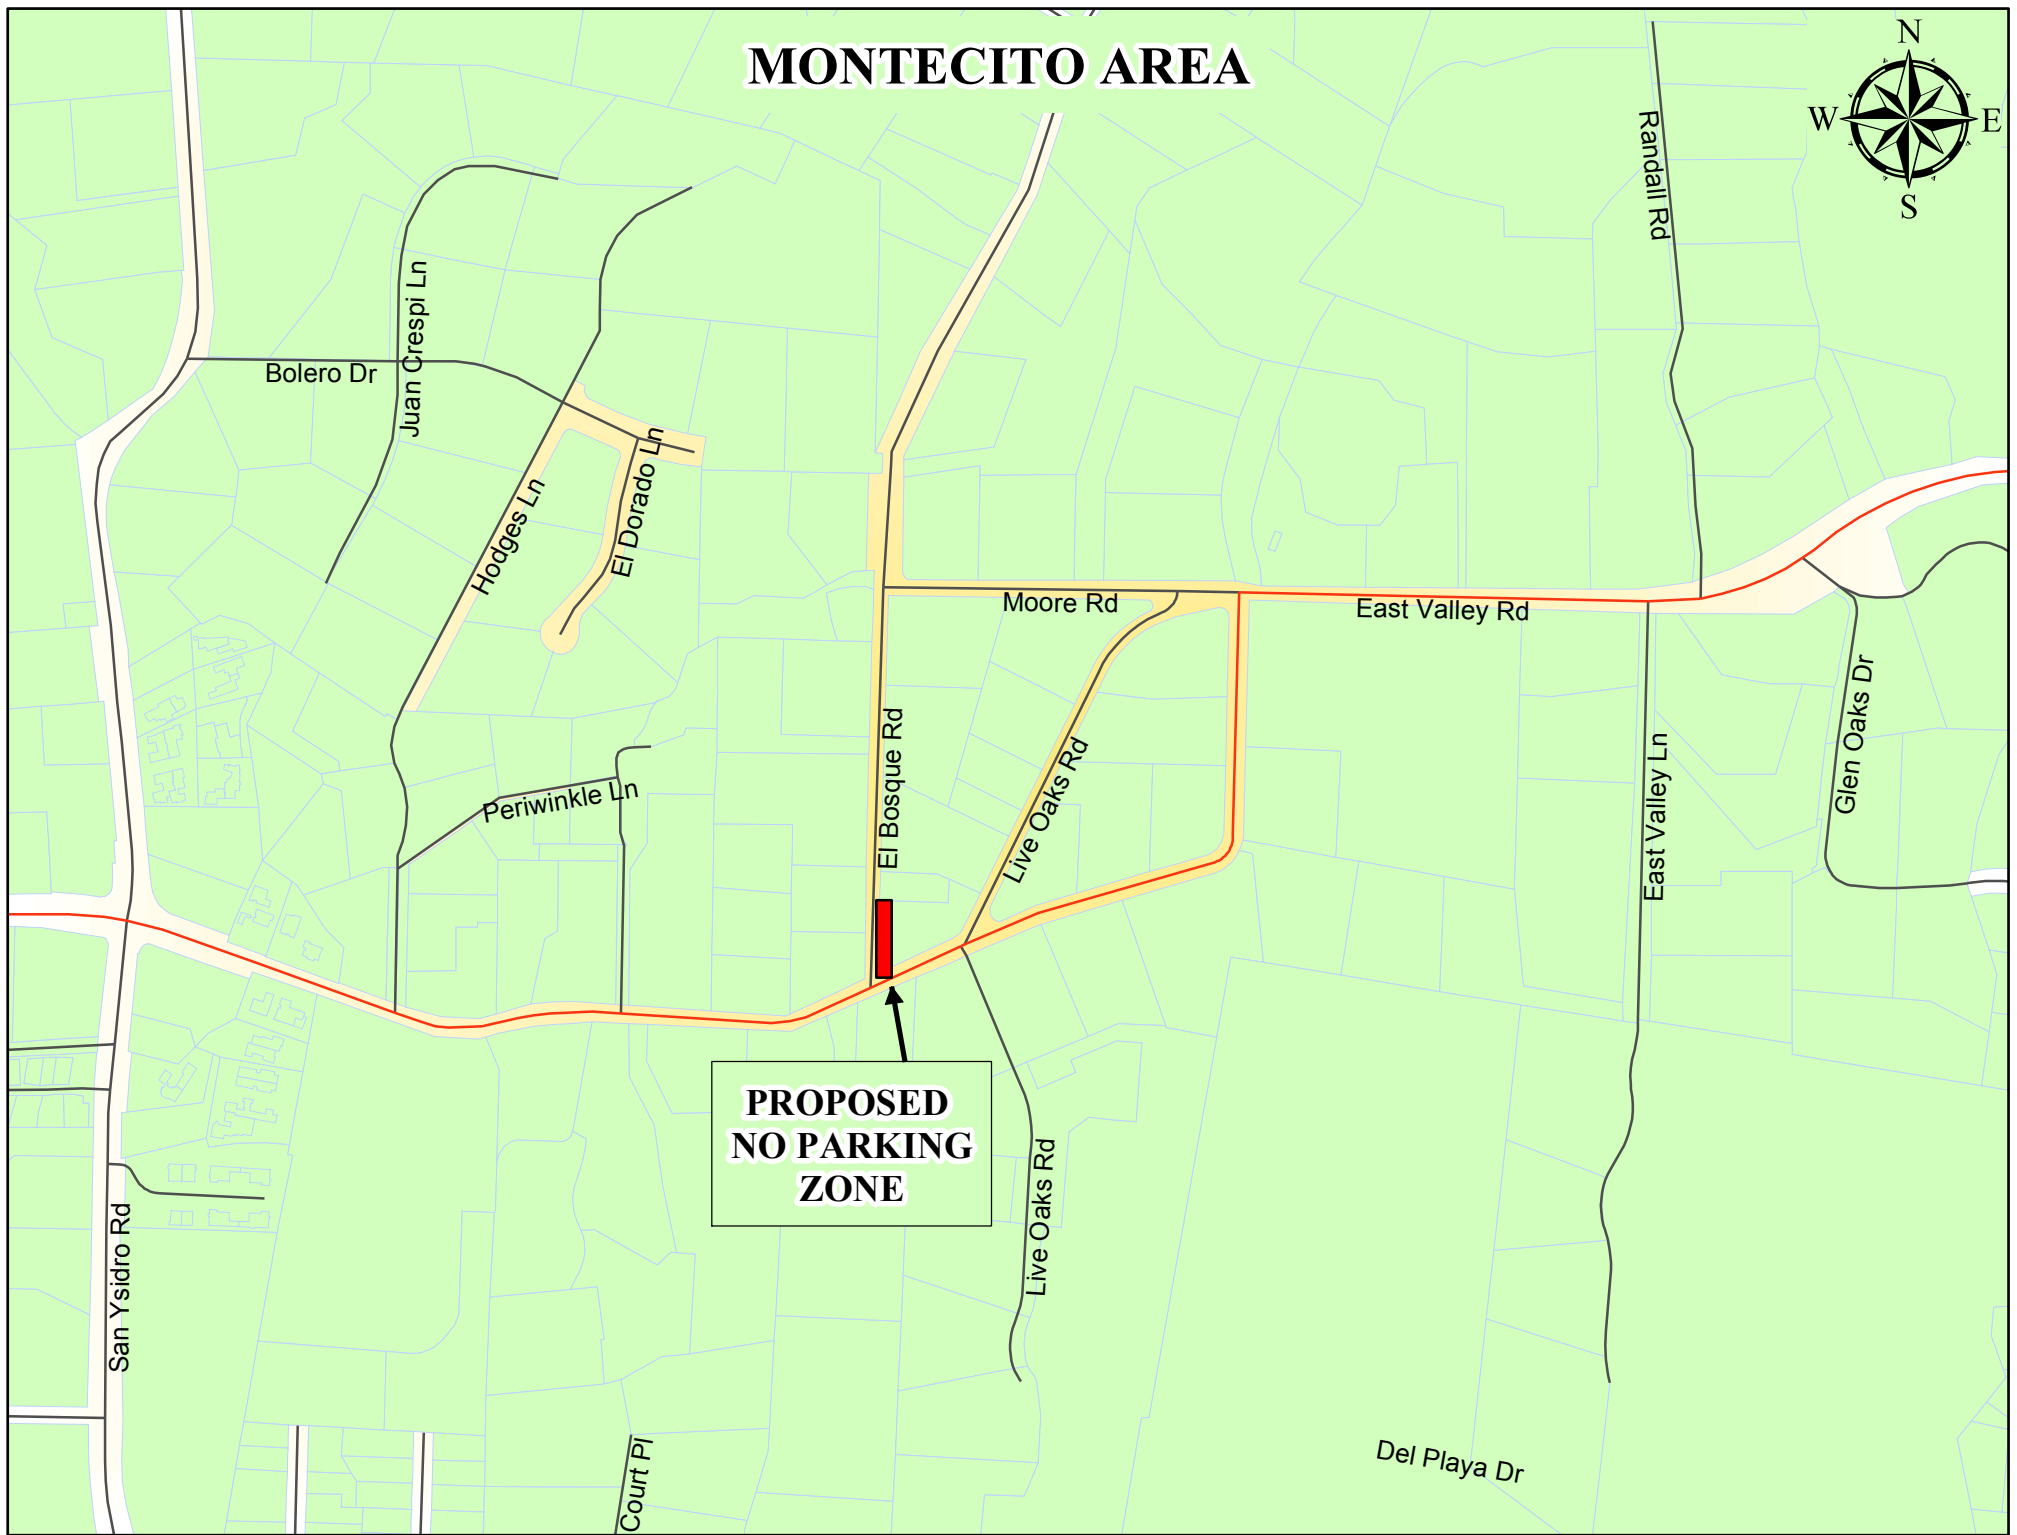 MONTECITO AREA
N
W
E
S
Randall Rd
Juan Crespi Ln
Bolero Dr
El Dorado Ln
Hodges Ln
Moore Rd
East Valley Rd
El Bosque Rd
Live Oaks Rd
Periwinkle Ln
East Valley Ln
Glen Oaks Dr
PROPOSED
NO PARKING
ZONE
Live Oaks Rd
San Ysidro Rd
Court Pl
Del Playa Dr